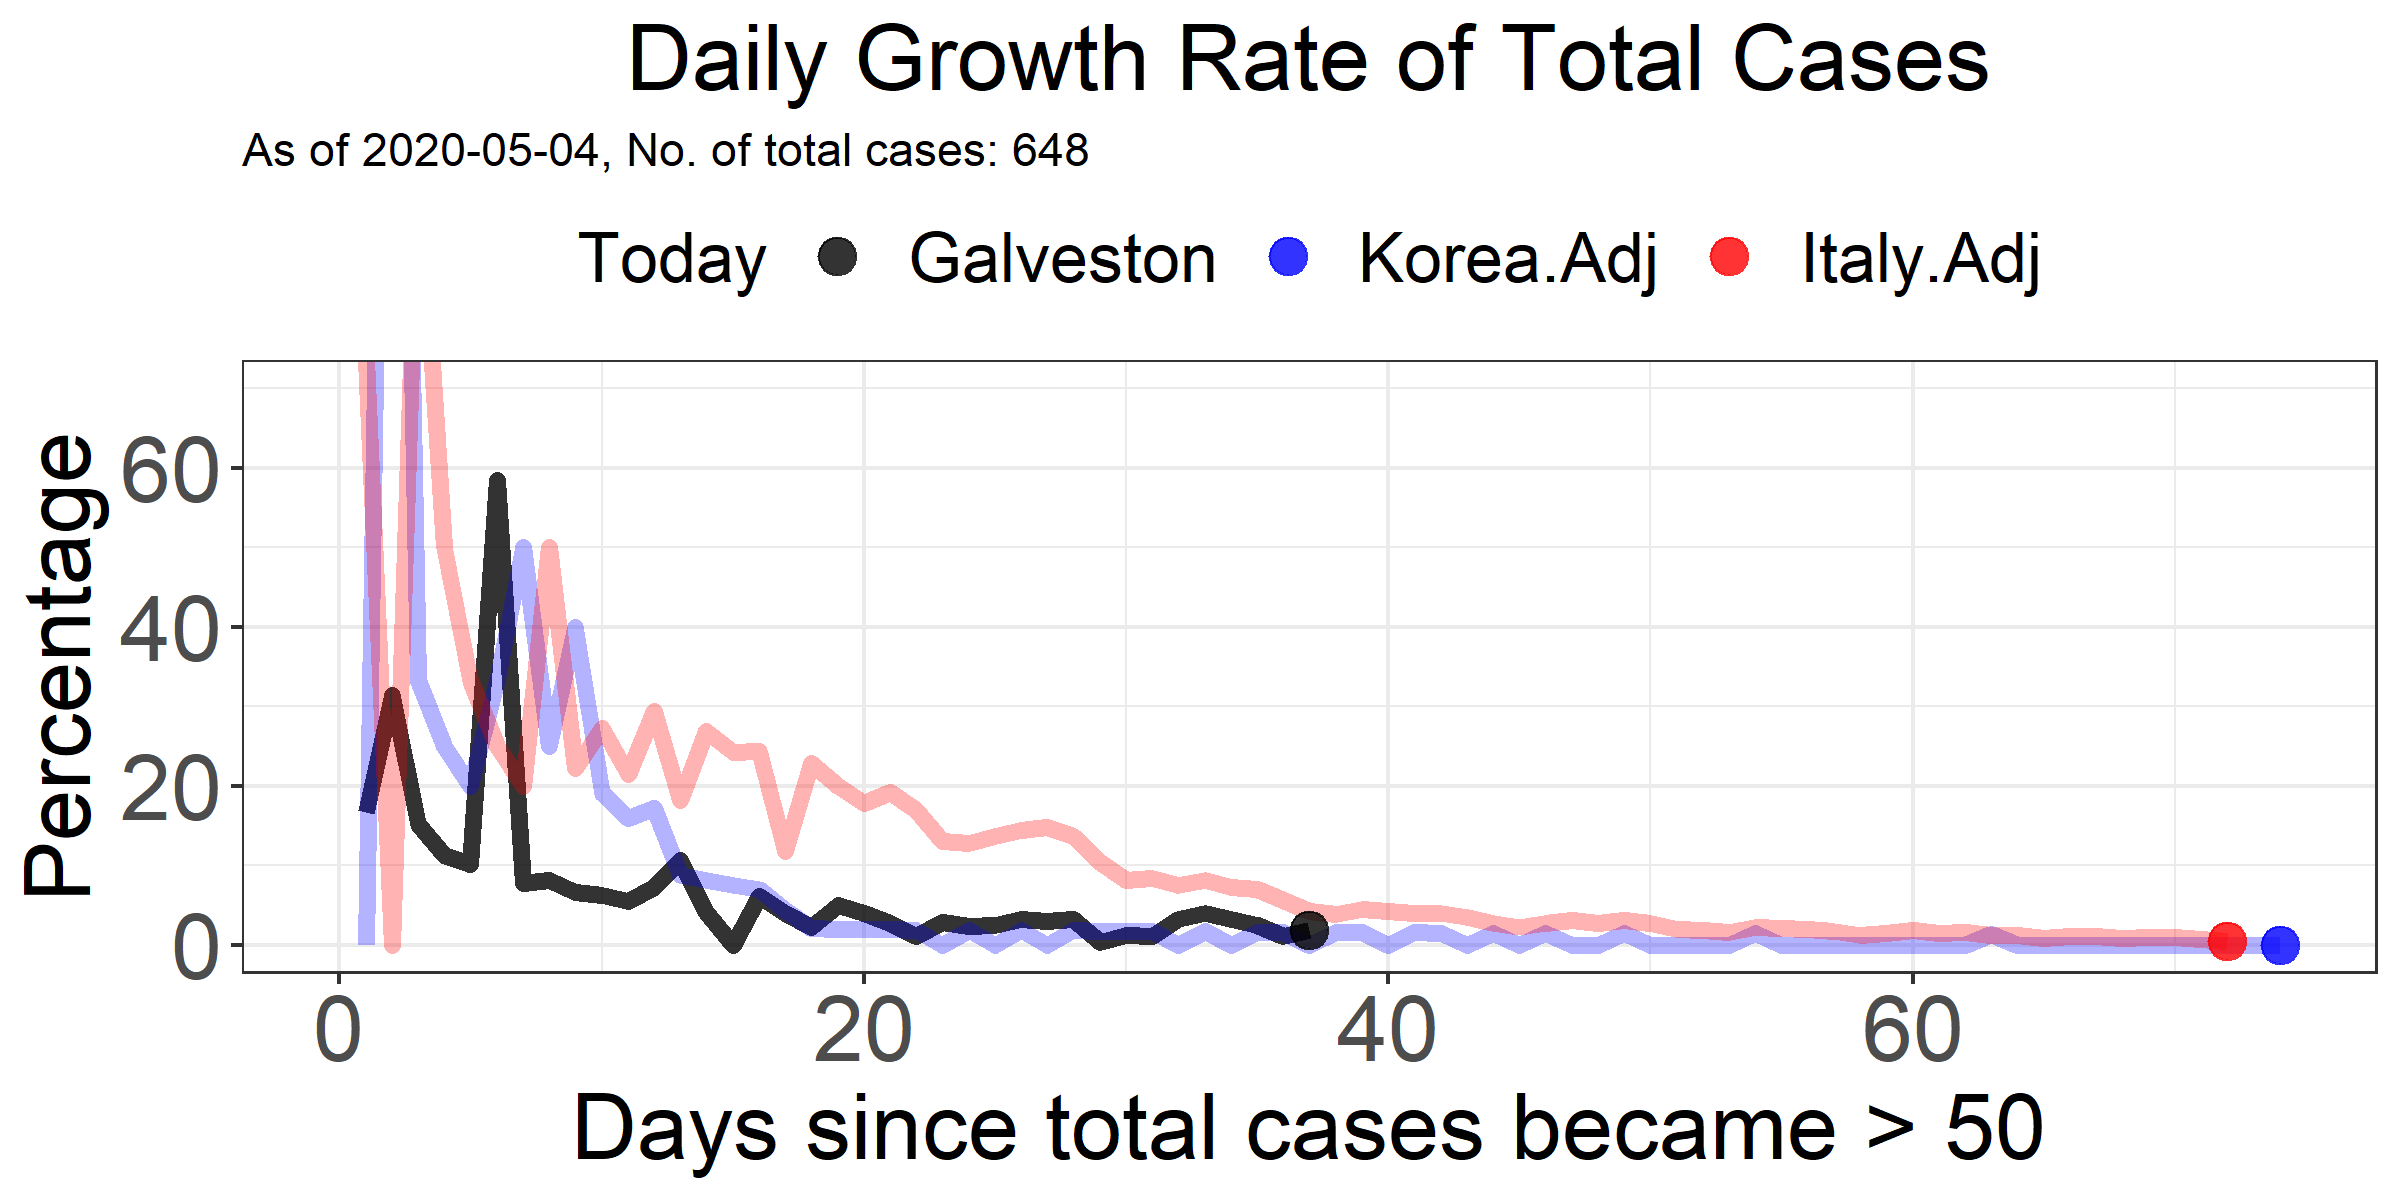 Daily Growth Rate of Total Cases
As of 2020-05-04, No. of total cases: 648
Today Galveston Korea.Adj Italy.Adj
Percentage
60
40
20
0
0 20 40 60
Days since total cases became > 50